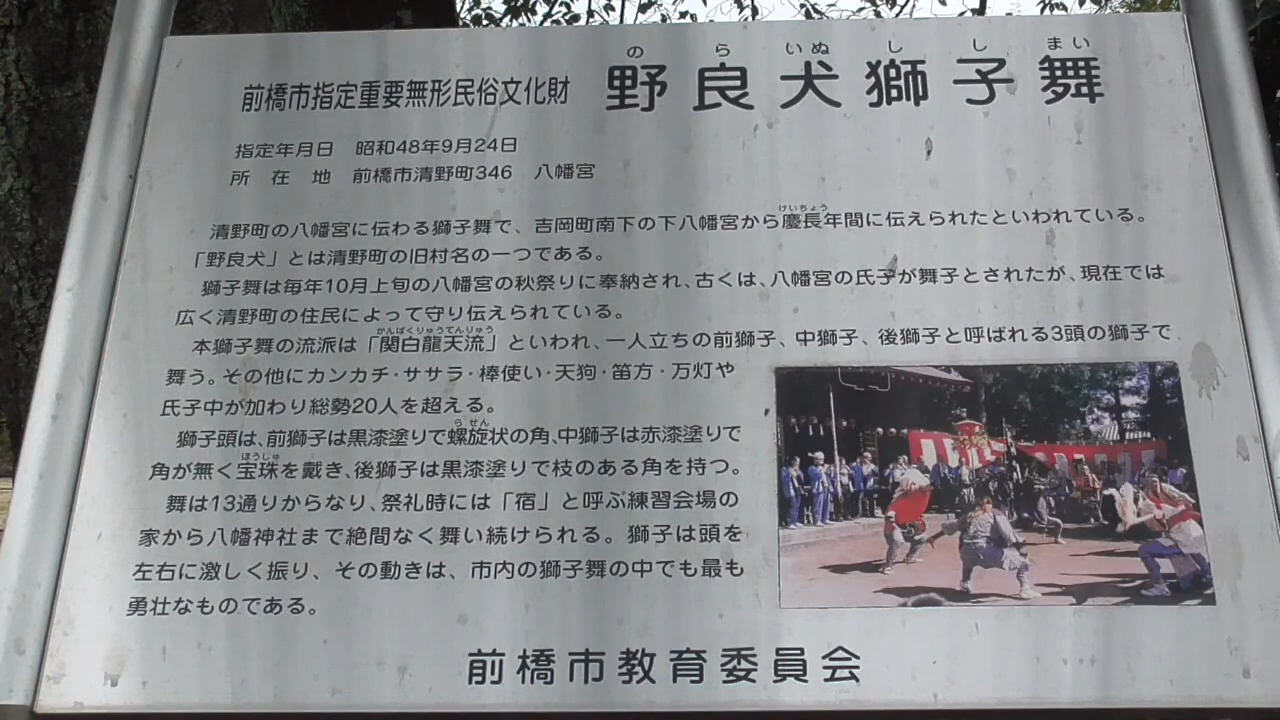 前橋市指定重要無形民俗文化財 野良犬獅子舞
のらいぬししまい
指定年月日 昭和48年9月24日
所在地 前橋市清野町346 八幡宮
清野町の八幡宮に伝わる獅子舞で、吉岡町南下の下八幡宮から慶長年間に伝えられたといわれている。
けいちょう
「野良犬」とは清野町の旧村名の一つである。
獅子舞は毎年10月上旬の八幡宮の秋祭りに奉納され、古くは、八幡宮の氏子が舞子とされたが、現在では
広く清野町の住民によって守り伝えられている。
かんぱくりゅうてんりゅう
本獅子舞の流派は「関白龍天流」といわれ、一人立ちの前獅子、中獅子、後獅子と呼ばれる3頭の獅子で
舞う。その他にカンカチ・ササラ・棒使い・天狗・笛方・万灯や
氏子中が加わり総勢20人を超える。
らせん
獅子頭は、前獅子は黒漆塗りで螺旋状の角、中獅子は赤漆塗りで
ほうしゅ
角が無く宝珠を戴き、後獅子は黒漆塗りで枝のある角を持つ。
舞は13通りからなり、祭礼時には「宿」と呼ぶ練習会場の
家から八幡神社まで絶間なく舞い続けられる。獅子は頭を
左右に激しく振り、その動きは、市内の獅子舞の中でも最も
勇壮なものである。
前橋市教育委員会